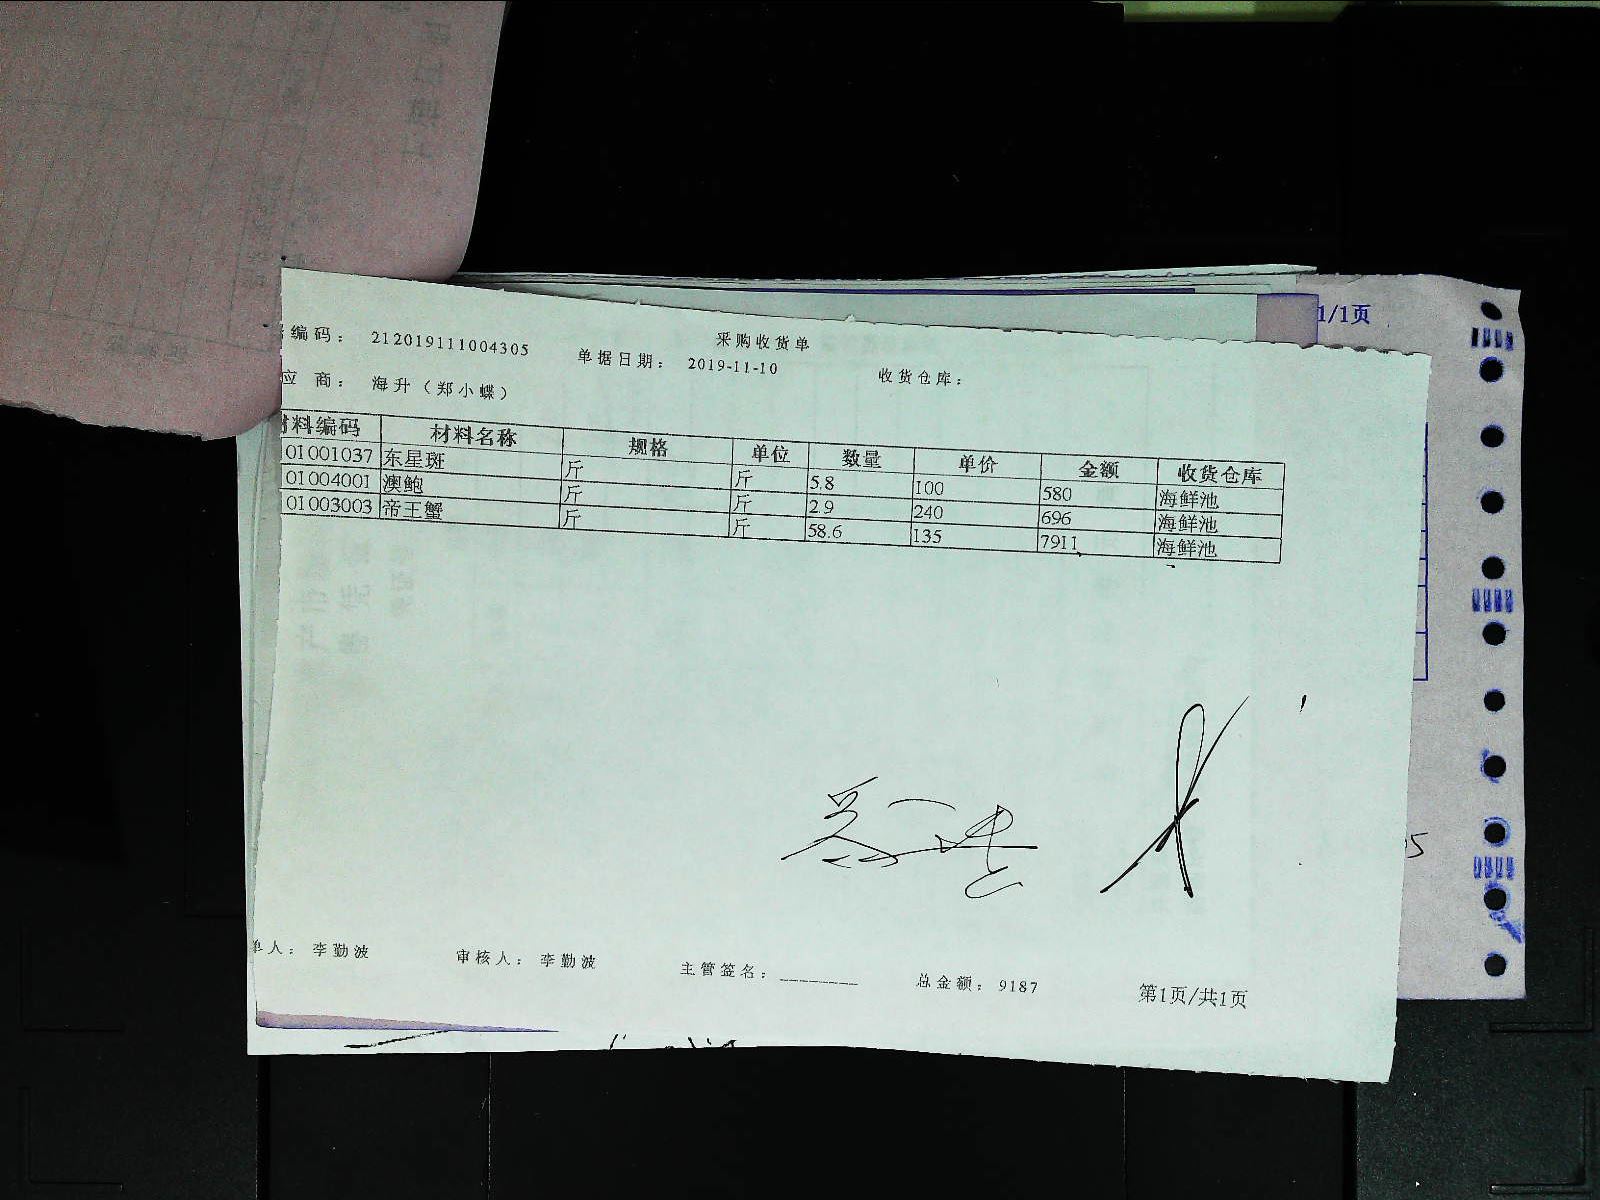 采购收货单
编码： 212019111004305 单据日期： 2019-11-10 收货仓库：
应 商： 海升（郑小蝶）
材料编码 材料名称 规格 单位 数量 单价 金额 收货仓库
01001037 东星斑 斤 斤 5.8 100 580 海鲜池
01004001 澳鲍 斤 斤 2.9 240 696 海鲜池
01003003 帝王蟹 斤 斤 58.6 135 7911 海鲜池
单人： 李勤波 审核人： 李勤波 主管签名：________ 总金额： 9187 第1页/共1页
1/1页